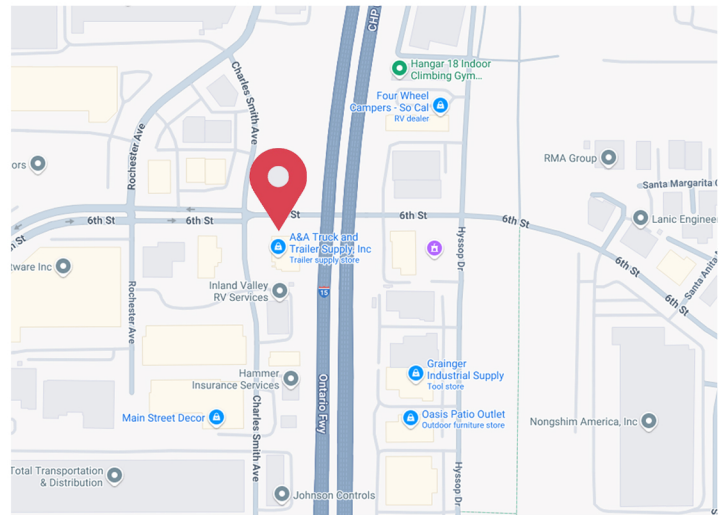 CHP
Hangar 18 Indoor
Climbing Gym...
Charles Smith Ave
Four Wheel
Campers - So Cal
RV dealer
Rochester Ave
ors
RMA Group
Santa Margarita
6th St
6th St
St
6th St
6th St
Lanic Enginee
St
A&A Truck and
Trailer Supply, Inc
Trailer supply store
Hyssop Dr
tware Inc
6th St
Santa Anita
Inland Valley
RV Services
15
Rochester Ave
6th St
Grainger
Industrial Supply
Tool store
Hammer
Insurance Services
Ontario Fwy
Main Street Decor
Charles Smith Ave
Oasis Patio Outlet
Outdoor furniture store
Nongshim America, Inc
Total Transportation
& Distribution
Hyssop Dr
Johnson Controls